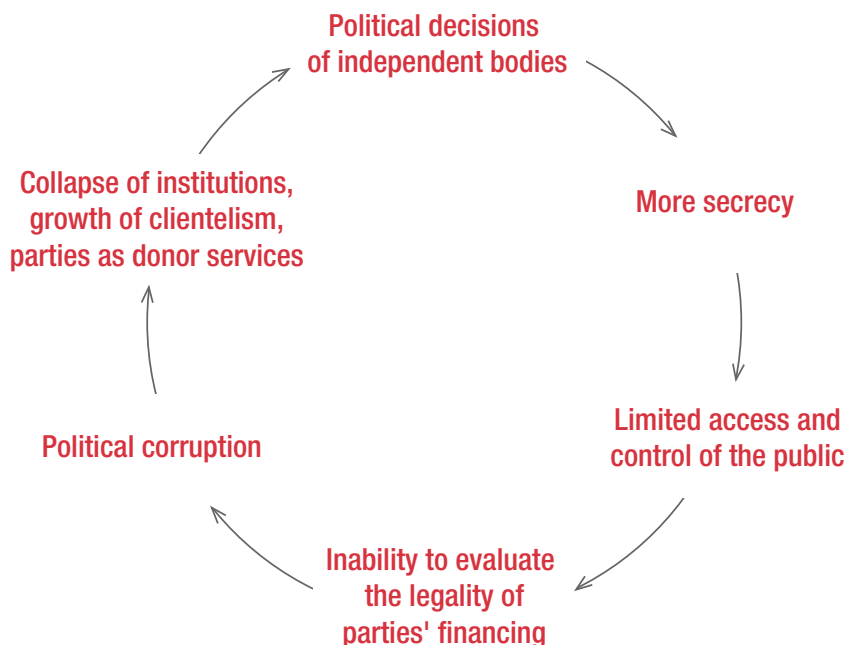 Political decisions
of independent bodies
More secrecy
Limited access and
control of the public
Inability to evaluate
the legality of
parties' financing
Political corruption
Collapse of institutions,
growth of clientelism,
parties as donor services